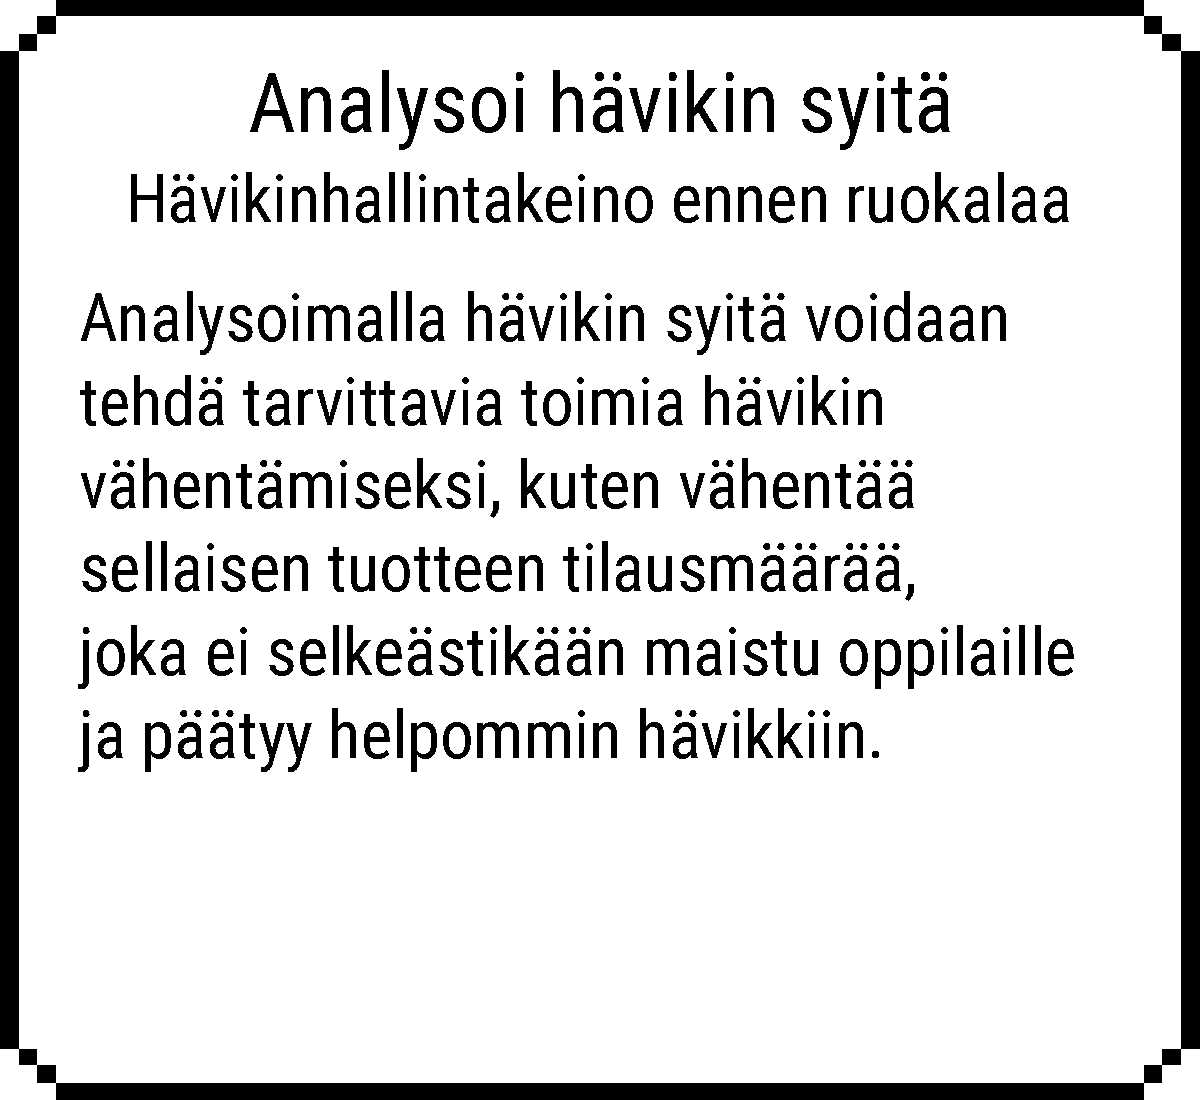 Analysoi hävikin syitä
Hävikinhallintakeino ennen ruokalaa
Analysoimalla hävikin syitä voidaan
tehdä tarvittavia toimia hävikin
vähentämiseksi, kuten vähentää
sellaisen tuotteen tilausmäärää,
joka ei selkeästikään maistu oppilaille
ja päätyy helpommin hävikkiin.